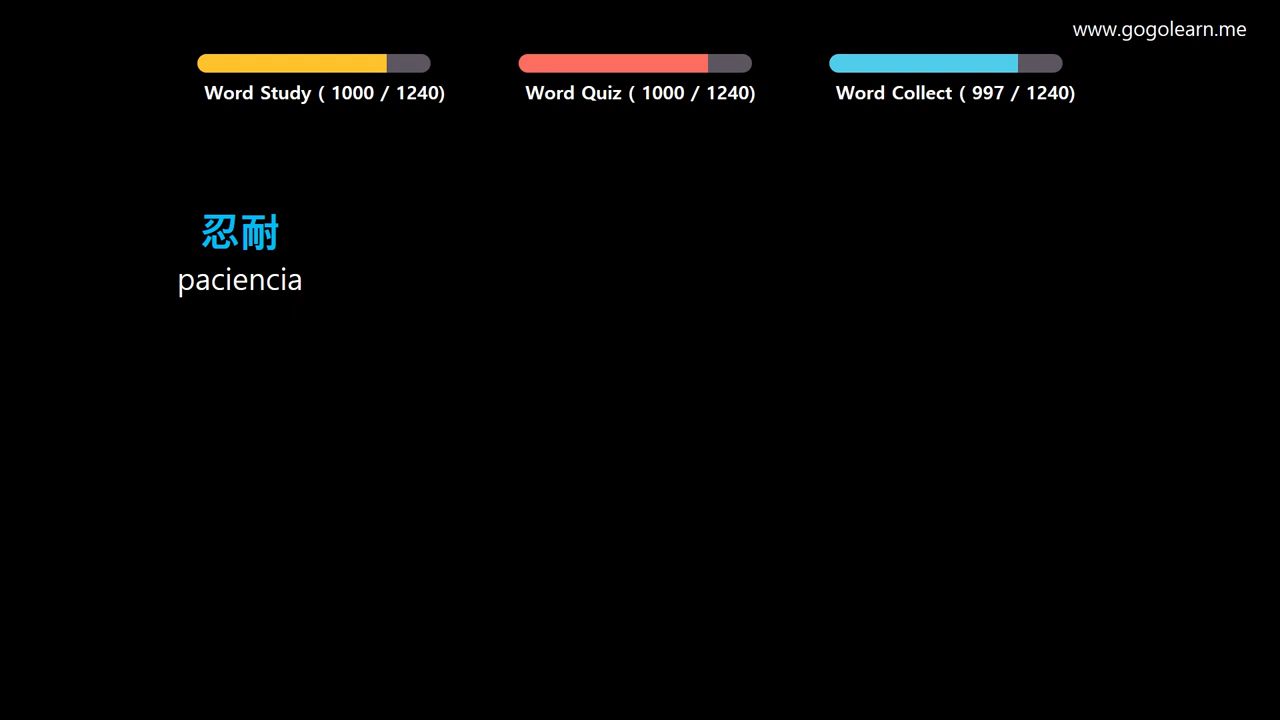 www.gogolearn.me
Word Study ( 1000 / 1240)
Word Quiz ( 1000 / 1240)
Word Collect ( 997 / 1240)
忍耐
paciencia